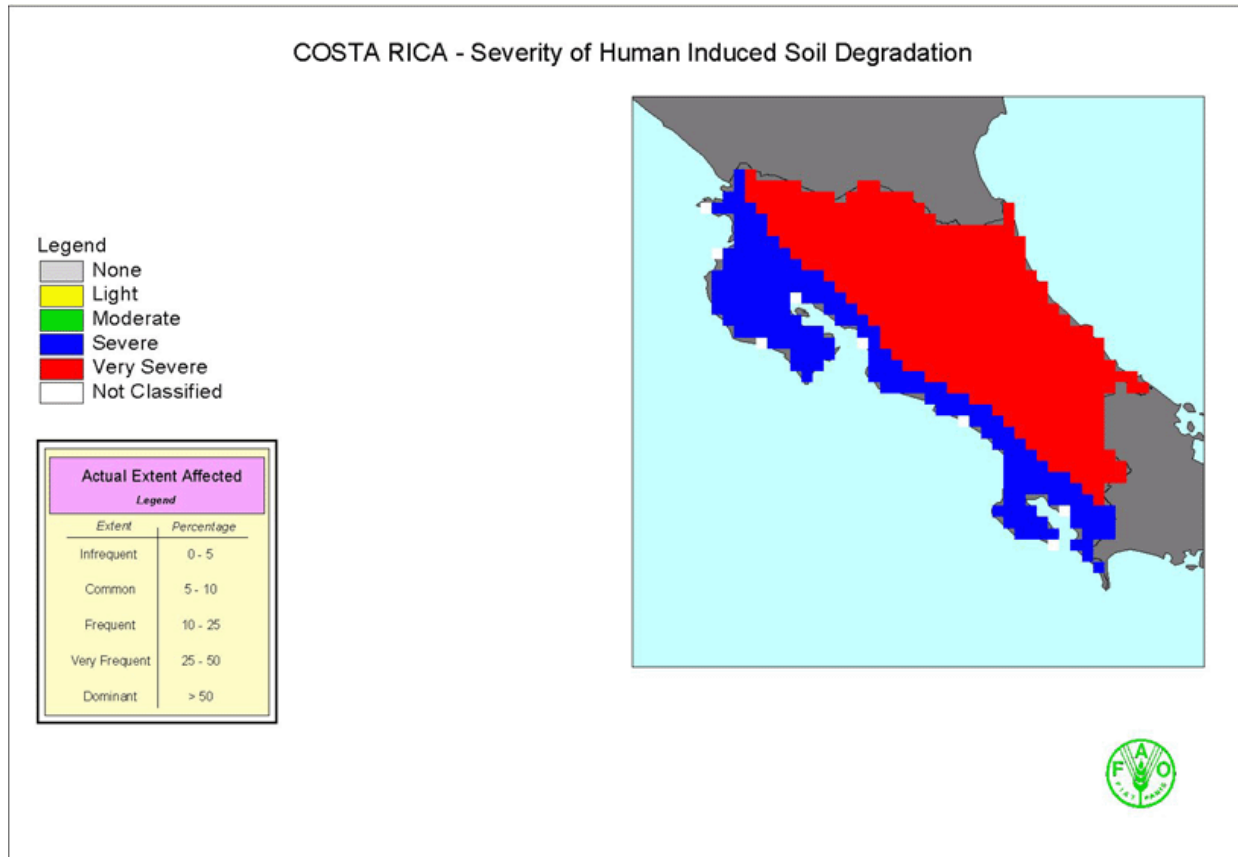 COSTA RICA - Severity of Human Induced Soil Degradation
Legend
None
Light
Moderate
Severe
Very Severe
Not Classified
Actual Extent Affected
Legend
Extent Percentage
Infrequent 0 - 5
Common 5 - 10
Frequent 10 - 25
Very Frequent 25 - 50
Dominant > 50
F A O
FIAT PANIS